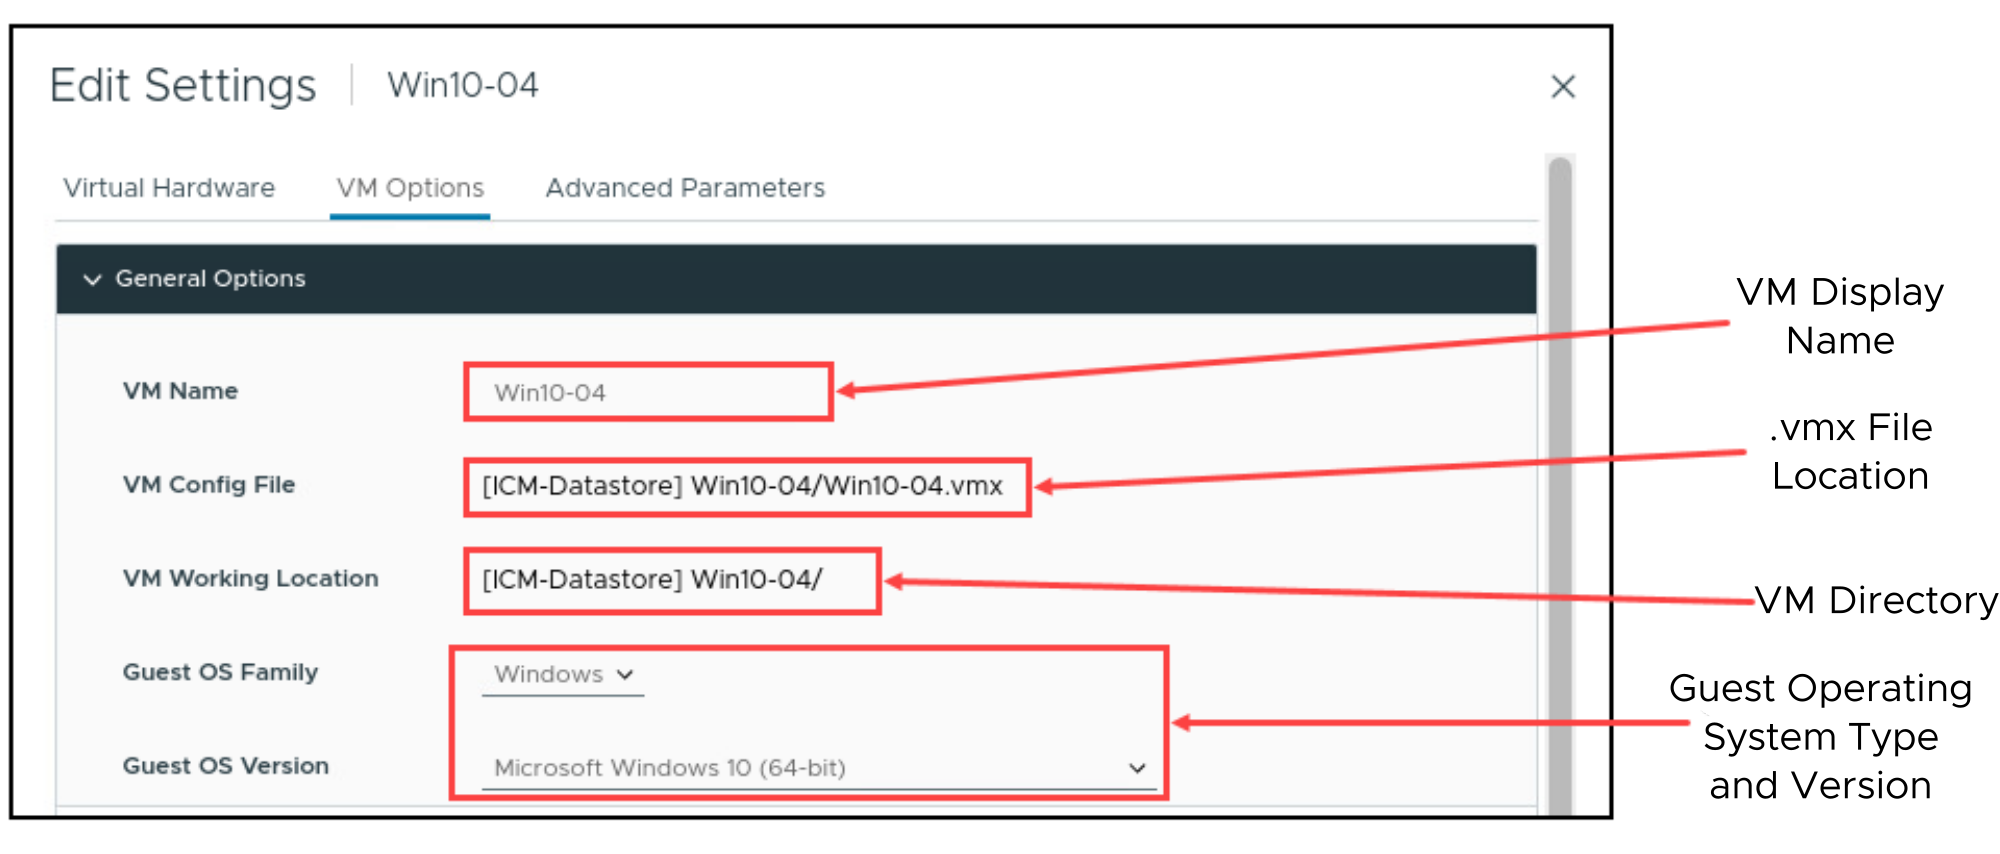 Edit Settings | Win10-04
Virtual Hardware VM Options Advanced Parameters
General Options
VM Display
Name
VM Name Win10-04
.vmx File
Location
VM Config File [ICM-Datastore] Win10-04/Win10-04.vmx
VM Working Location [ICM-Datastore] Win10-04/
VM Directory
Guest OS Family Windows
Guest Operating
System Type
and Version
Guest OS Version Microsoft Windows 10 (64-bit)